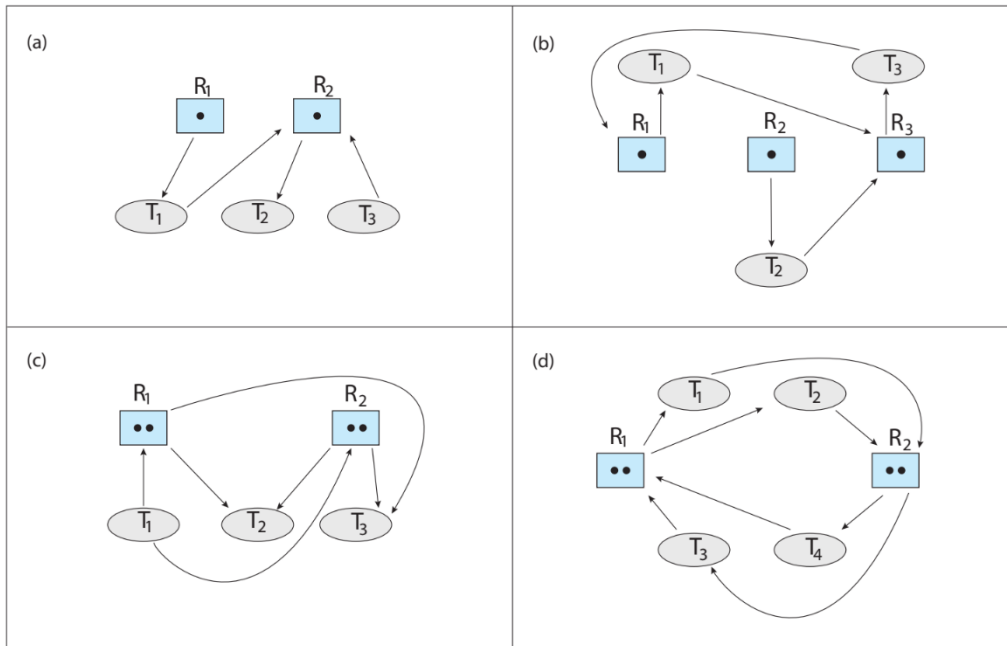 (a)
R1 R2
T1 T2 T3
(b)
T1 T3
R1 R2 R3
T2
(c)
R1 R2
T1 T2 T3
(d)
T1 T2
R1 R2
T3 T4